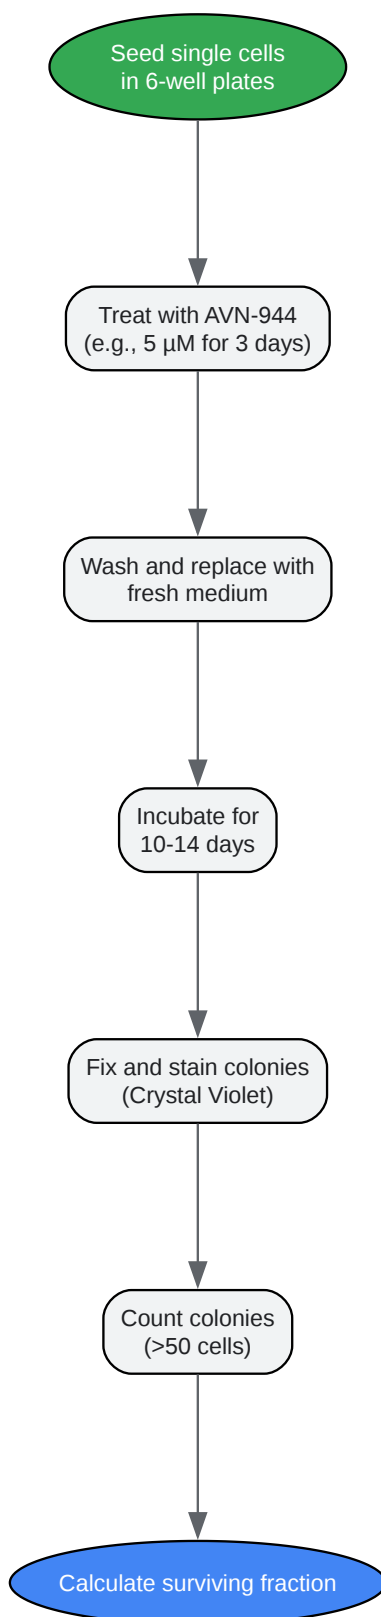 Seed single cells
in 6-well plates
Treat with AVN-944
(e.g., 5 µM for 3 days)
Wash and replace with
fresh medium
Incubate for
10-14 days
Fix and stain colonies
(Crystal Violet)
Count colonies
(>50 cells)
Calculate surviving fraction